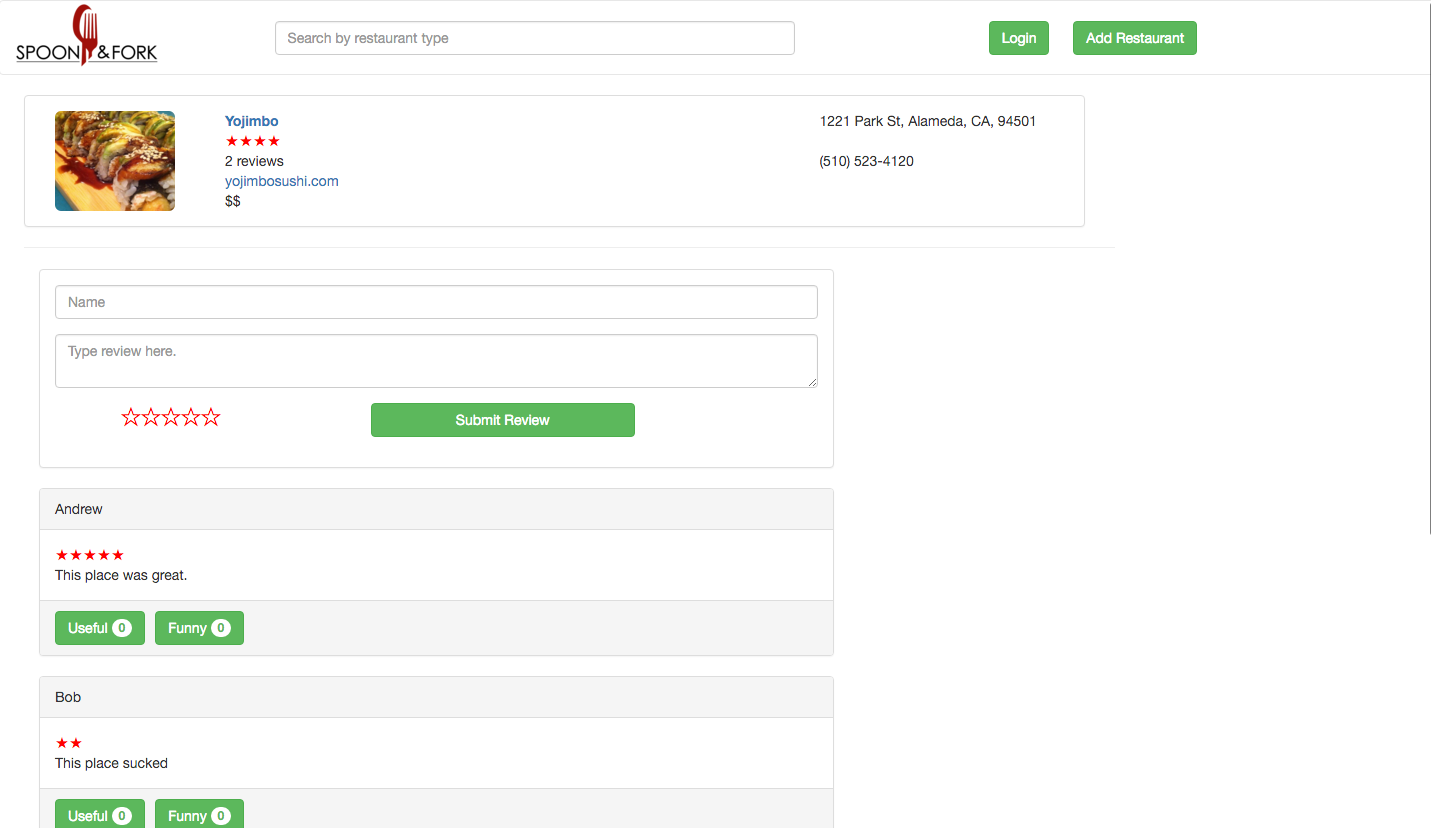 SPOON &FORK
Search by restaurant type
Login
Add Restaurant
Yojimbo
★★★★
2 reviews
yojimbosushi.com
$$
1221 Park St, Alameda, CA, 94501
(510) 523-4120
Name
Type review here.
☆☆☆☆☆
Submit Review
Andrew
★★★★★
This place was great.
Useful 0
Funny 0
Bob
★★
This place sucked
Useful 0
Funny 0